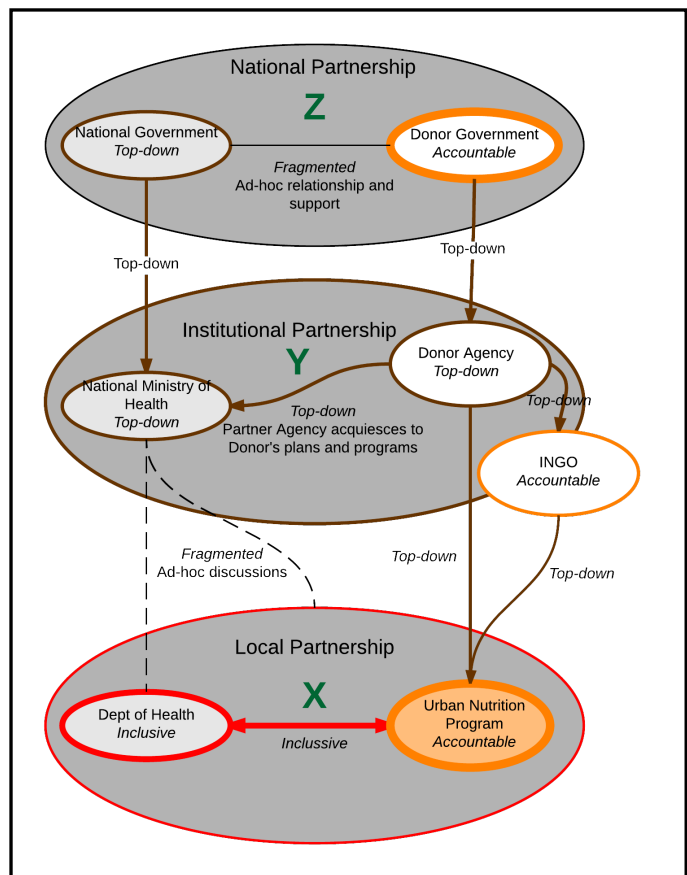 National Partnership
Z
National Government
Top-down
Donor Government
Accountable
Fragmented
Ad-hoc relationship and
support
Top-down
Top-down
Institutional Partnership
Y
Donor Agency
Top-down
National Ministry of
Health
Top-down
Top-down
Top-down
Partner Agency acquiesces to
Donor's plans and programs
INGO
Accountable
Fragmented
Ad-hoc discussions
Top-down
Top-down
Local Partnership
X
Dept of Health
Inclusive
Urban Nutrition
Program
Accountable
Inclussive